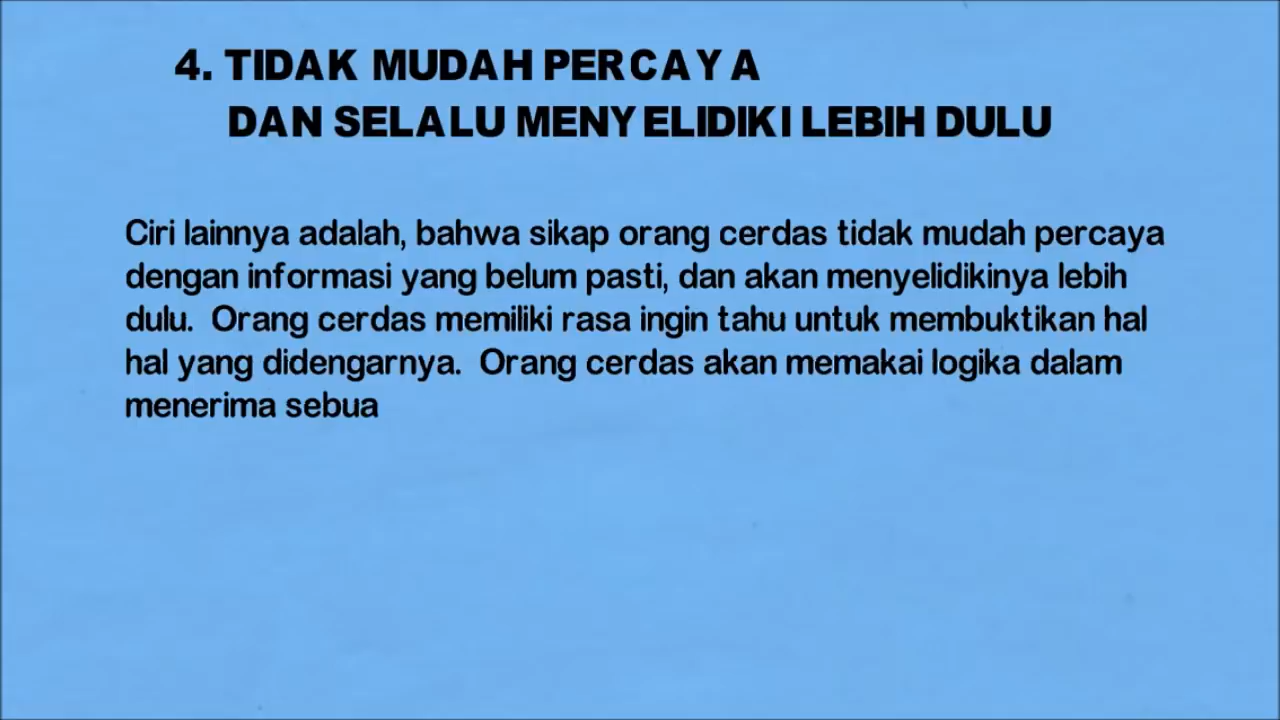 4. TIDAK MUDAH PERCAYA
DAN SELALU MENYELIDIKI LEBIH DULU
Ciri lainnya adalah, bahwa sikap orang cerdas tidak mudah percaya
dengan informasi yang belum pasti, dan akan menyelidikinya lebih
dulu. Orang cerdas memiliki rasa ingin tahu untuk membuktikan hal
hal yang didengarnya. Orang cerdas akan memakai logika dalam
menerima sebua